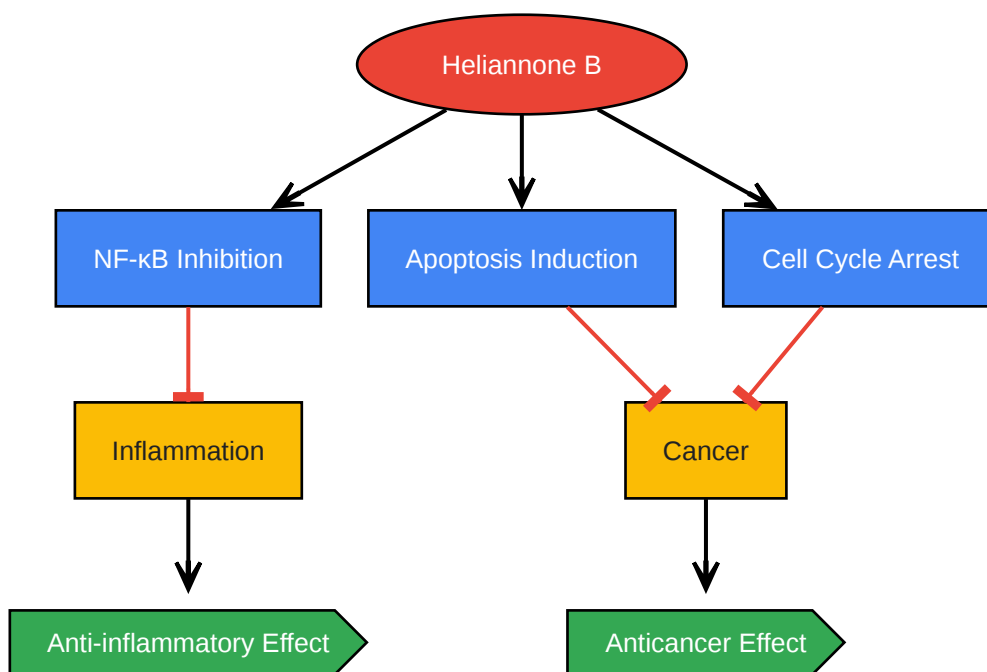 Heliannone B
NF-κB Inhibition
Apoptosis Induction
Cell Cycle Arrest
Inflammation
Cancer
Anti-inflammatory Effect
Anticancer Effect